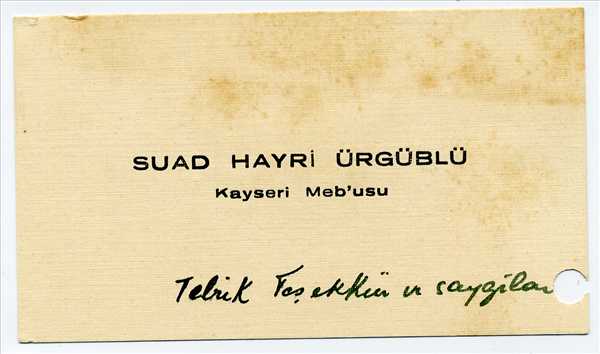 SUAD HAYRİ ÜRGÜBLÜ
Kayseri Meb'usu
Tebrik Teşekkür ve saygılar